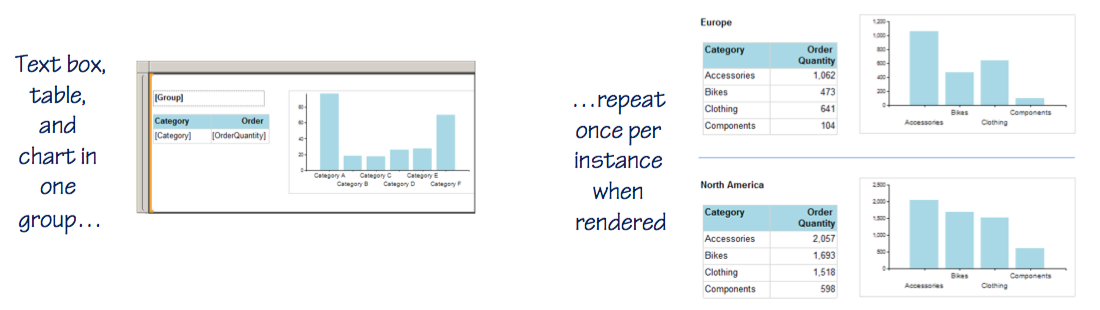 Text box,
table,
and
chart in
one
group...
[Group]
Category Order
[Category] [OrderQuantity]
80
60
40
20
0
Category A Category C Category E
Category B Category D Category F
...repeat
once per
instance
when
rendered
Europe
Category Order
Quantity
Accessories 1,062
Bikes 473
Clothing 641
Components 104
1,200
1,000
800
600
400
200
0
Bikes Components
Accessories Clothing
North America
Category Order
Quantity
Accessories 2,057
Bikes 1,693
Clothing 1,518
Components 598
2,500
2,000
1,500
1,000
500
0
Bikes Components
Accessories Clothing